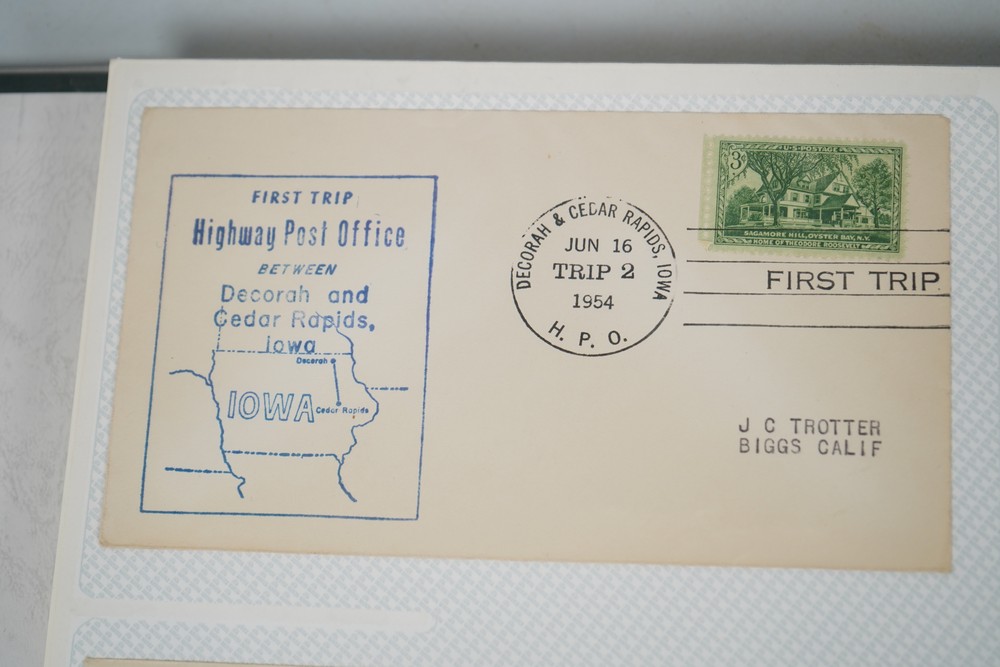 FIRST TRIP
Highway Post Office
BETWEEN
Decorah and
Cedar Rapids,
Iowa
Decorah
IOWA
Cedar Rapids
DECORAH & CEDAR RAPIDS, IOWA
JUN 16
TRIP 2
1954
H. P. O.
U·S·POSTAGE
3¢
SAGAMORE HILL, OYSTER BAY, N.Y.
HOME OF THEODORE ROOSEVELT
FIRST TRIP
J C TROTTER
BIGGS CALIF